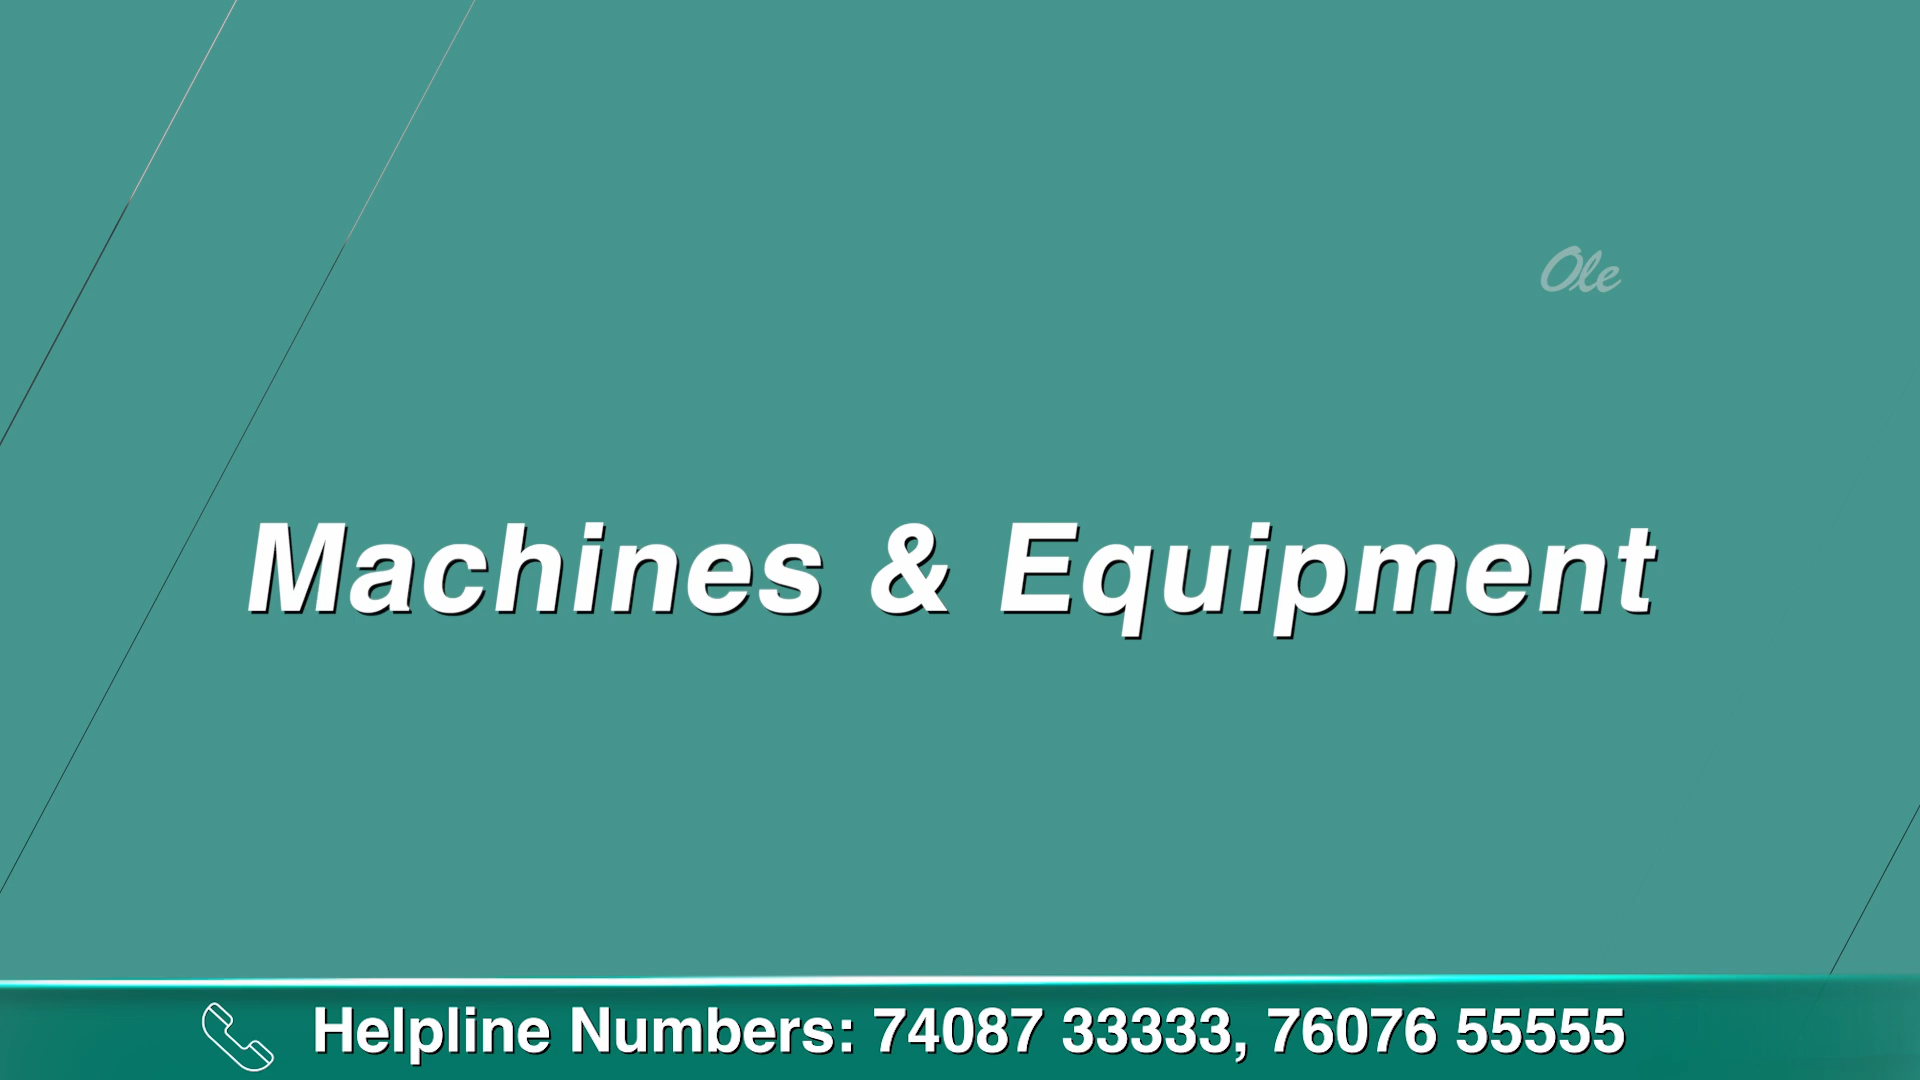 Ole
Machines & Equipment
Helpline Numbers: 74087 33333, 76076 55555